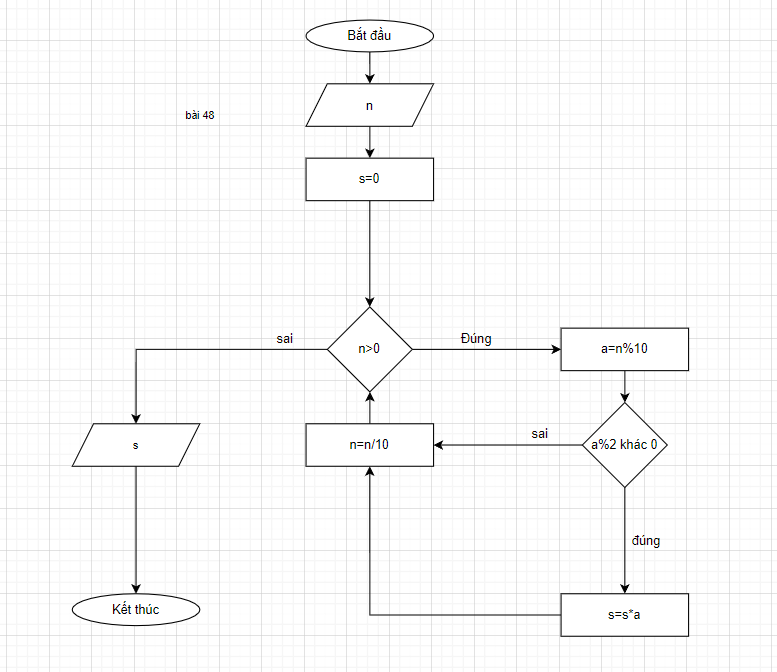 Bắt đầu
n
bài 48
s=0
n>0
sai
Đúng
a=n%10
s
n=n/10
sai
a%2 khác 0
đúng
Kết thúc
s=s*a